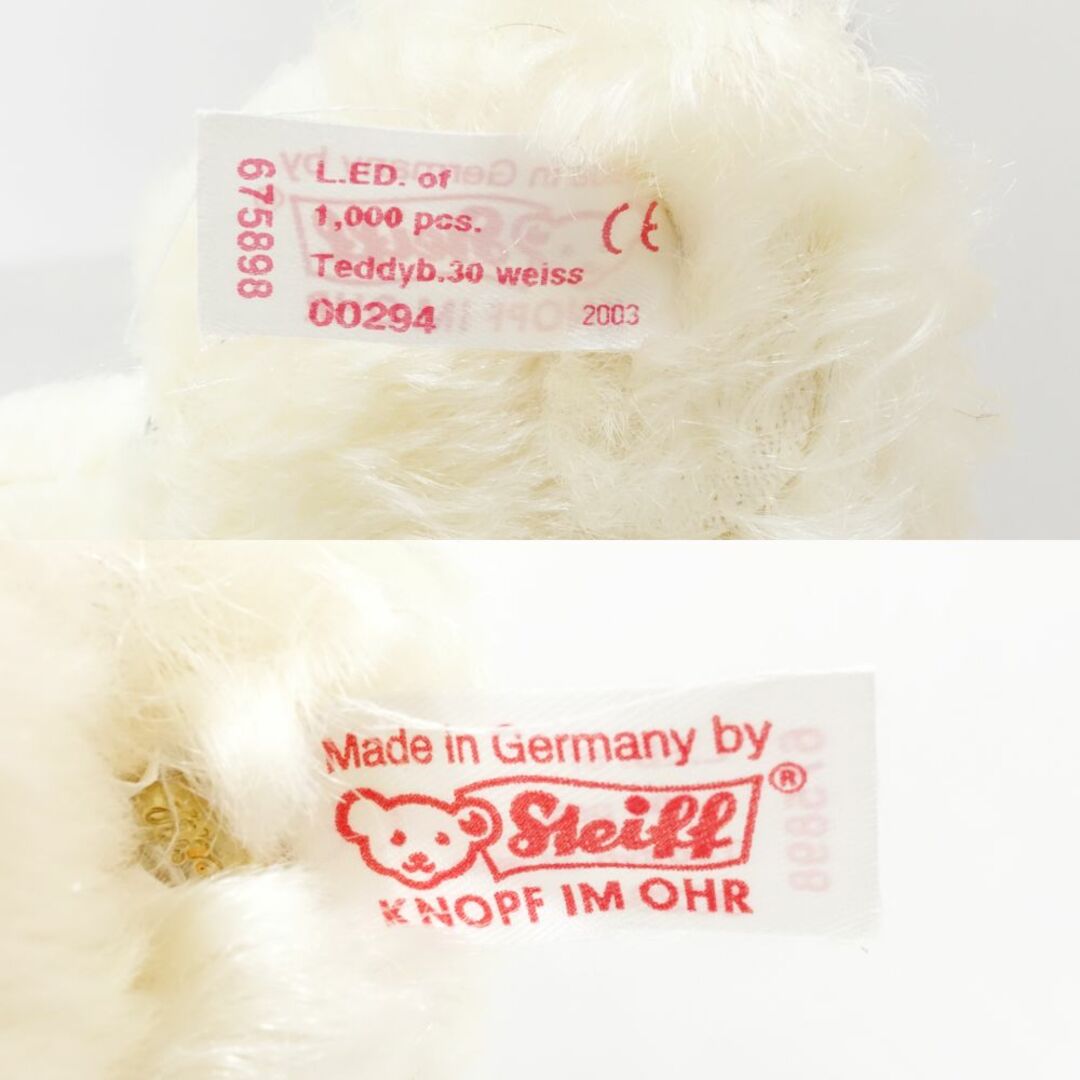 675898
L.ED. of
1,000 pcs.
Teddyb.30 weiss
00294
2003
CE
Made in Germany by
Steiff®
KNOPF IM OHR